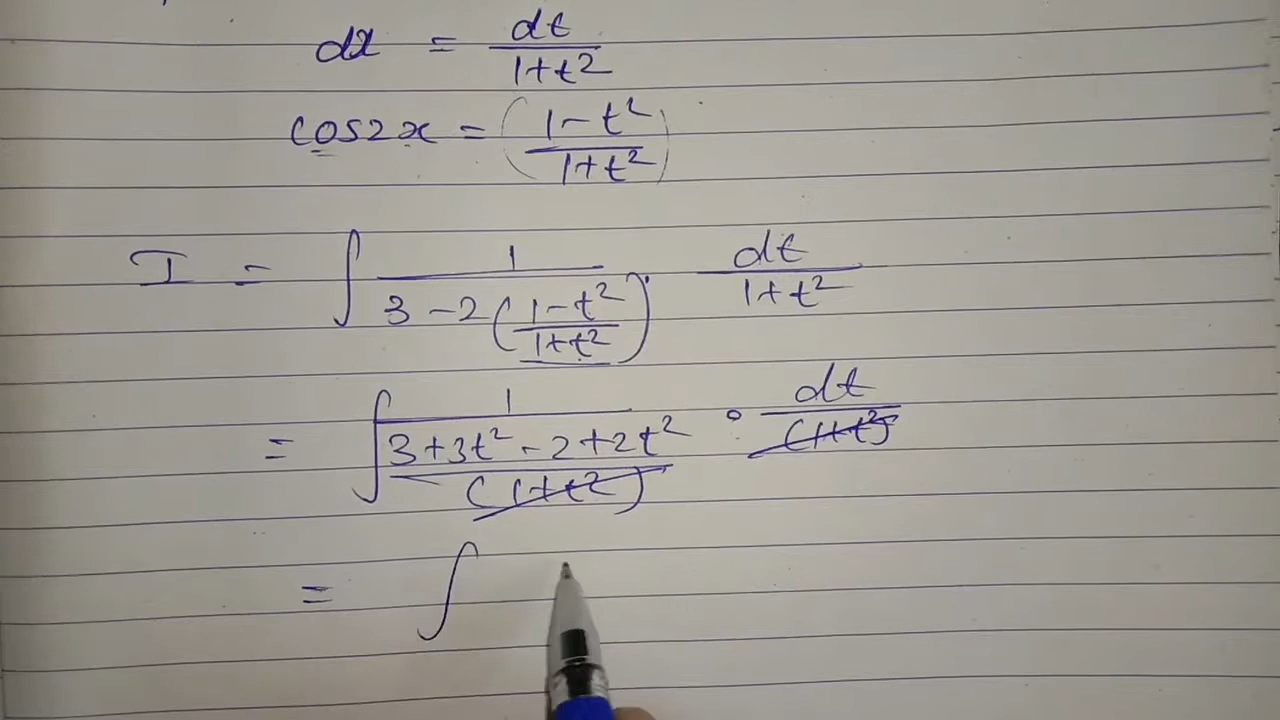 dx = dt / 1+t²
cos2x = (1-t² / 1+t²)
I = ∫ 1 / 3-2(1-t² / 1+t²) · dt / 1+t²
= ∫ 1 / 3+3t²-2+2t² / (1+t²) · dt / (1+t²)
= ∫